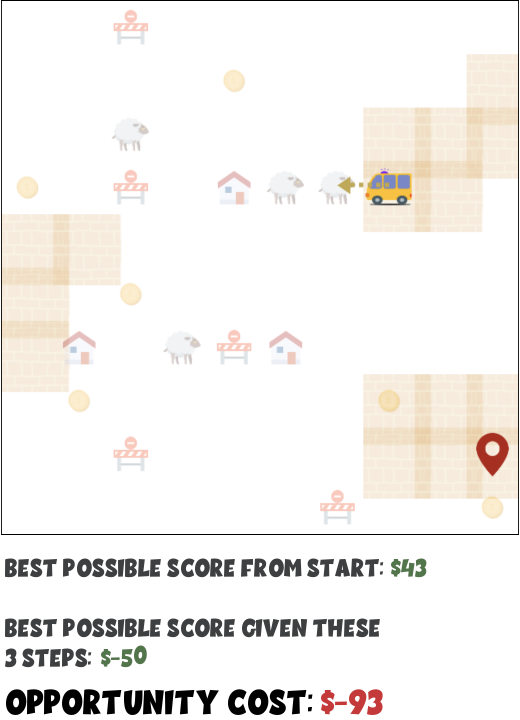 BEST POSSIBLE SCORE FROM START: $43
BEST POSSIBLE SCORE GIVEN THESE
3 STEPS: $-50
OPPORTUNITY COST: $-93